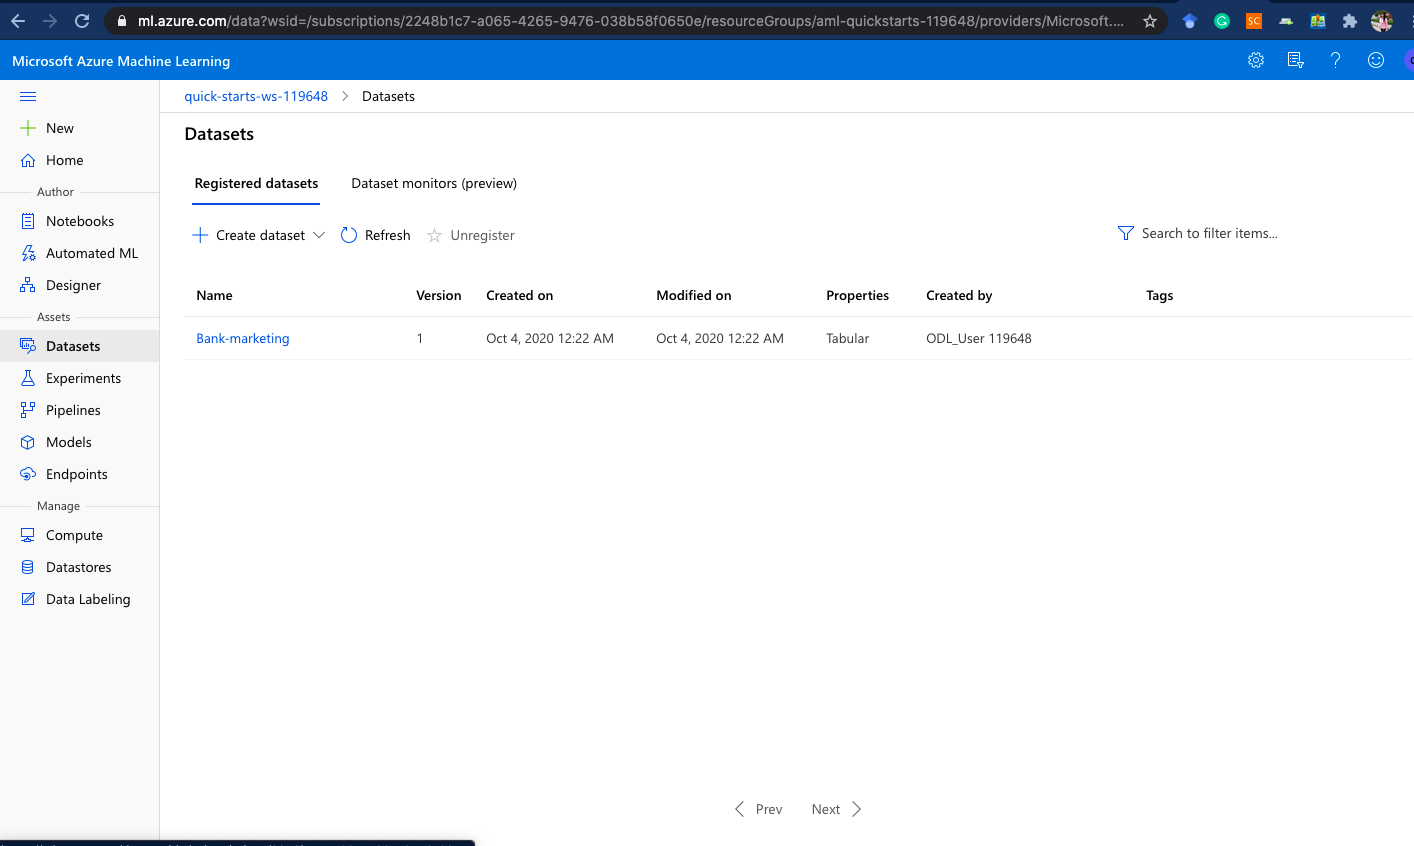 ml.azure.com/data?wsid=/subscriptions/2248b1c7-a065-4265-9476-038b58f0650e/resourceGroups/aml-quickstarts-119648/providers/Microsoft....
SC
Microsoft Azure Machine Learning
quick-starts-ws-119648 > Datasets
New
Home
Author
Notebooks
Automated ML
Designer
Assets
Datasets
Experiments
Pipelines
Models
Endpoints
Manage
Compute
Datastores
Data Labeling
Datasets
Registered datasets Dataset monitors (preview)
Create dataset Refresh Unregister Search to filter items...
Name Version Created on Modified on Properties Created by Tags
Bank-marketing 1 Oct 4, 2020 12:22 AM Oct 4, 2020 12:22 AM Tabular ODL_User 119648
Prev Next